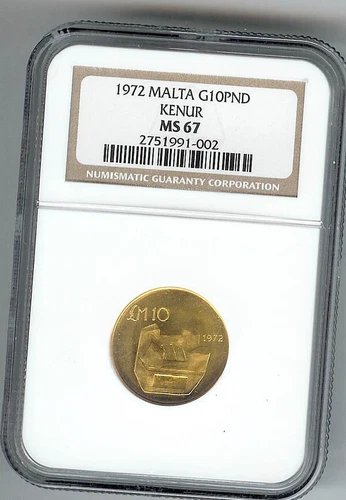 1972 MALTA G10PND
KENUR
MS 67
2751991-002
NUMISMATIC GUARANTY CORPORATION
£M10
1972